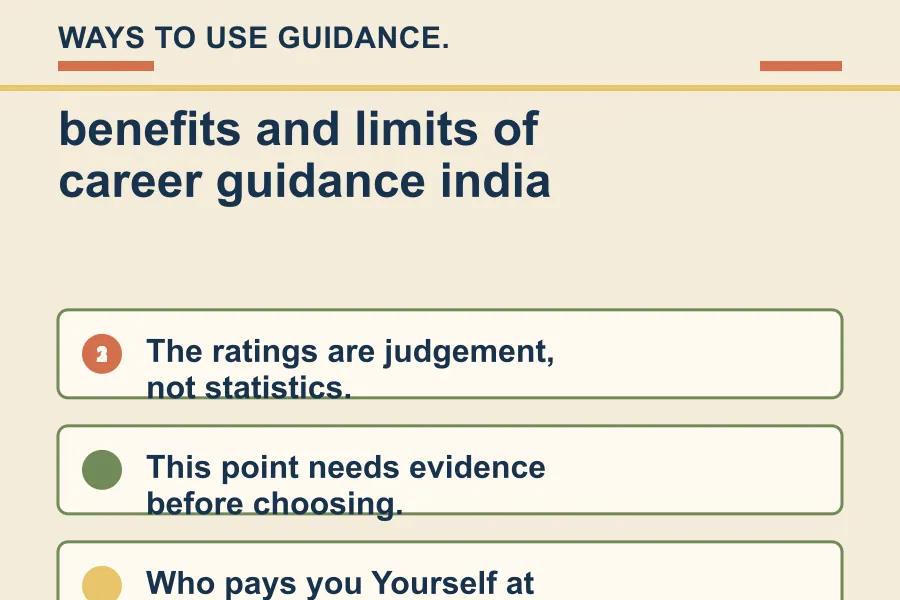 WAYS TO USE GUIDANCE.
benefits and limits of
career guidance india
The ratings are judgement,
not statistics.
This point needs evidence
before choosing.
Who pays you Yourself at